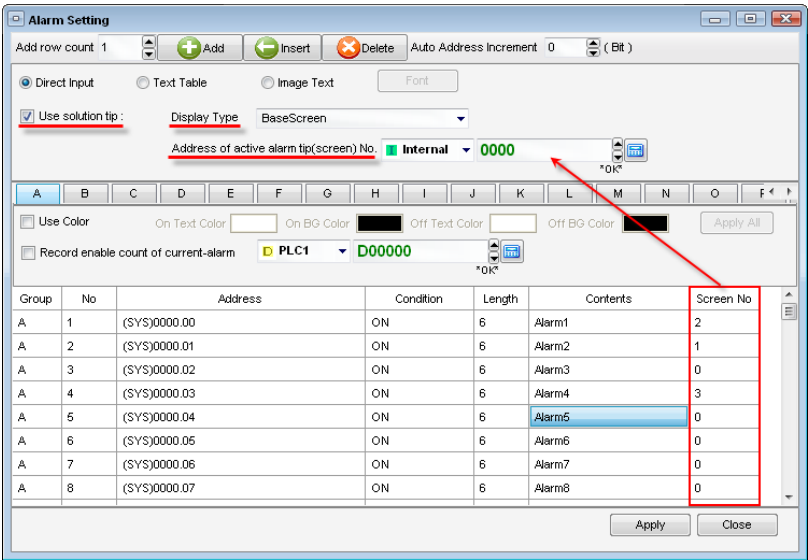 Alarm Setting
Add row count 1 Add Insert Delete Auto Address Increment 0 ( Bit )
Direct Input Text Table Image Text Font
Use solution tip : Display Type BaseScreen
Address of active alarm tip(screen) No. I Internal 0000
*OK*
A B C D E F G H I J K L M N O
Use Color On Text Color On BG Color Off Text Color Off BG Color Apply All
Record enable count of current-alarm D PLC1 D00000
*OK*
Group No Address Condition Length Contents Screen No
A 1 (SYS)0000.00 ON 6 Alarm1 2
A 2 (SYS)0000.01 ON 6 Alarm2 1
A 3 (SYS)0000.02 ON 6 Alarm3 0
A 4 (SYS)0000.03 ON 6 Alarm4 3
A 5 (SYS)0000.04 ON 6 Alarm5 0
A 6 (SYS)0000.05 ON 6 Alarm6 0
A 7 (SYS)0000.06 ON 6 Alarm7 0
A 8 (SYS)0000.07 ON 6 Alarm8 0
Apply Close